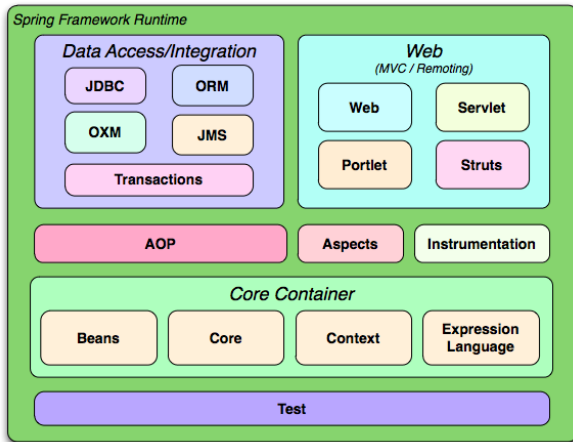 Spring Framework Runtime
Data Access/Integration
JDBC
ORM
OXM
JMS
Transactions
Web
(MVC / Remoting)
Web
Servlet
Portlet
Struts
AOP
Aspects
Instrumentation
Core Container
Beans
Core
Context
Expression
Language
Test